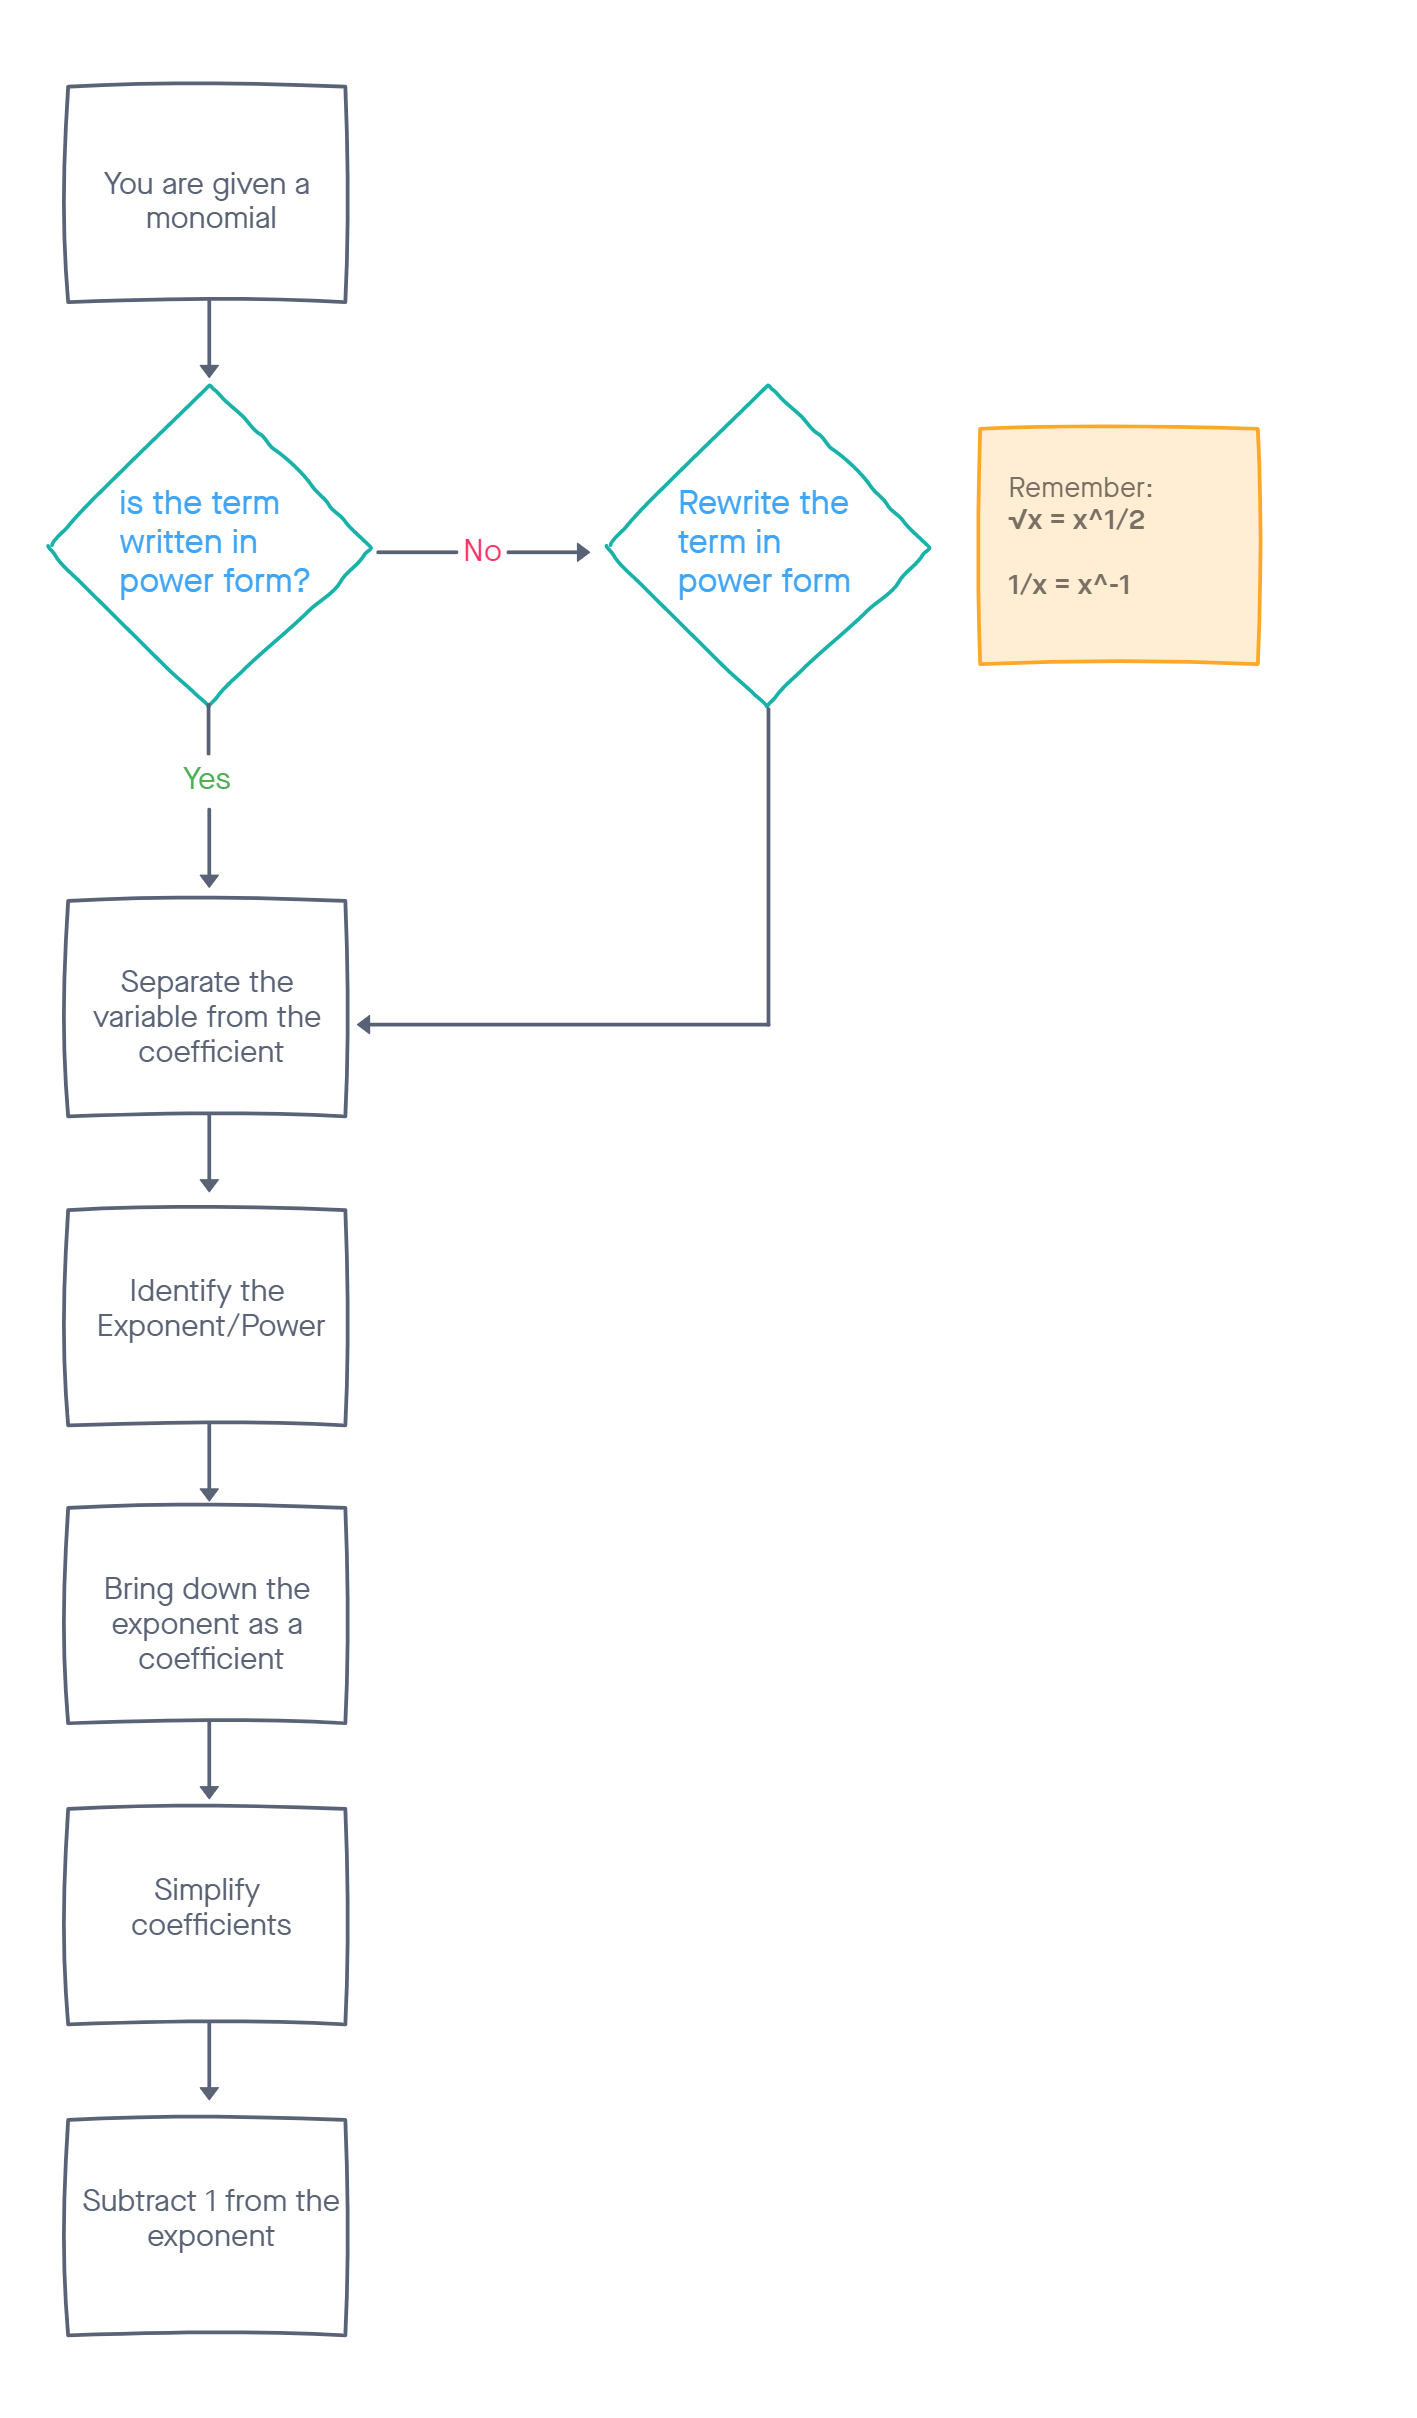 You are given a
monomial
is the term
written in
power form?
No
Rewrite the
term in
power form
Remember:
√x = x^1/2
1/x = x^-1
Yes
Separate the
variable from the
coefficient
Identify the
Exponent/Power
Bring down the
exponent as a
coefficient
Simplify
coefficients
Subtract 1 from the
exponent